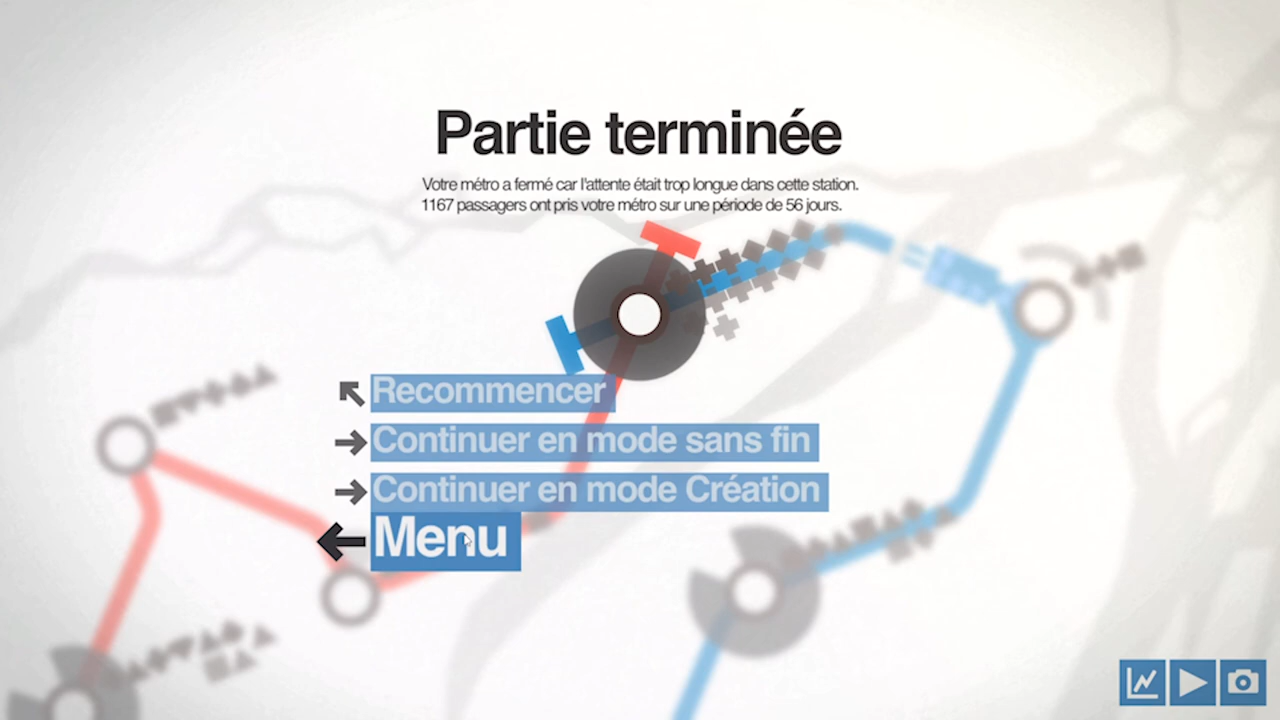 Partie terminée
Votre métro a fermé car l'attente était trop longue dans cette station.
1167 passagers ont pris votre métro sur une période de 56 jours.
Recommencer
Continuer en mode sans fin
Continuer en mode Création
Menu